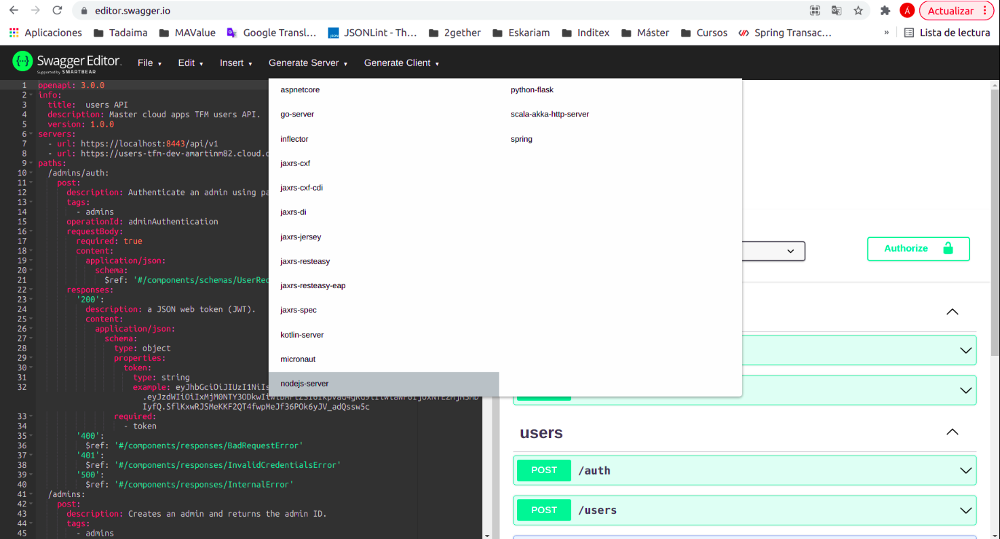 editor.swagger.io
Á
Actualizar
Aplicaciones
Tadaima
MAValue
Google Transl...
JSONLint - Th...
2gether
Eskariam
Inditex
Máster
Cursos
Spring Transac...
»
Lista de lectura
Swagger Editor
Supported by SMARTBEAR
File
Edit
Insert
Generate Server
Generate Client
1 openapi: 3.0.0
2 info:
3 title:  users API
4 description: Master cloud apps TFM users API.
5 version: 1.0.0
6 servers:
7 - url: https://localhost:8443/api/v1
8 - url: https://users-tfm-dev-amartinm82.cloud.
9 paths:
10 /admins/auth:
11 post:
12 description: Authenticate an admin using
13 tags:
14 - admins
15 operationId: adminAuthentication
16 requestBody:
17 required: true
18 content:
19 application/json:
20 schema:
21 $ref: '#/components/schemas/UserRe
22 responses:
23 '200':
24 description: a JSON web token (JWT).
25 content:
26 application/json:
27 schema:
28 type: object
29 properties:
30 token:
31 type: string
32 example: eyJhbGciOiJIUzI1NiIs
IyfQ.SflKxwRJSMeKKF2QT4fwpMeJf36POk6yJV_adQssw5c
33 required:
34 - token
35 '400':
36 $ref: '#/components/responses/BadRequestError'
37 '401':
38 $ref: '#/components/responses/InvalidCredentialsError'
39 '500':
40 $ref: '#/components/responses/InternalError'
41 /admins:
42 post:
43 description: Creates an admin and returns the admin ID.
44 tags:
45 - admins
aspnetcore
go-server
inflector
jaxrs-cxf
jaxrs-cxf-cdi
jaxrs-di
jaxrs-jersey
jaxrs-resteasy
jaxrs-resteasy-eap
jaxrs-spec
kotlin-server
micronaut
nodejs-server
python-flask
scala-akka-http-server
spring
Authorize
users
POST /auth
POST /users